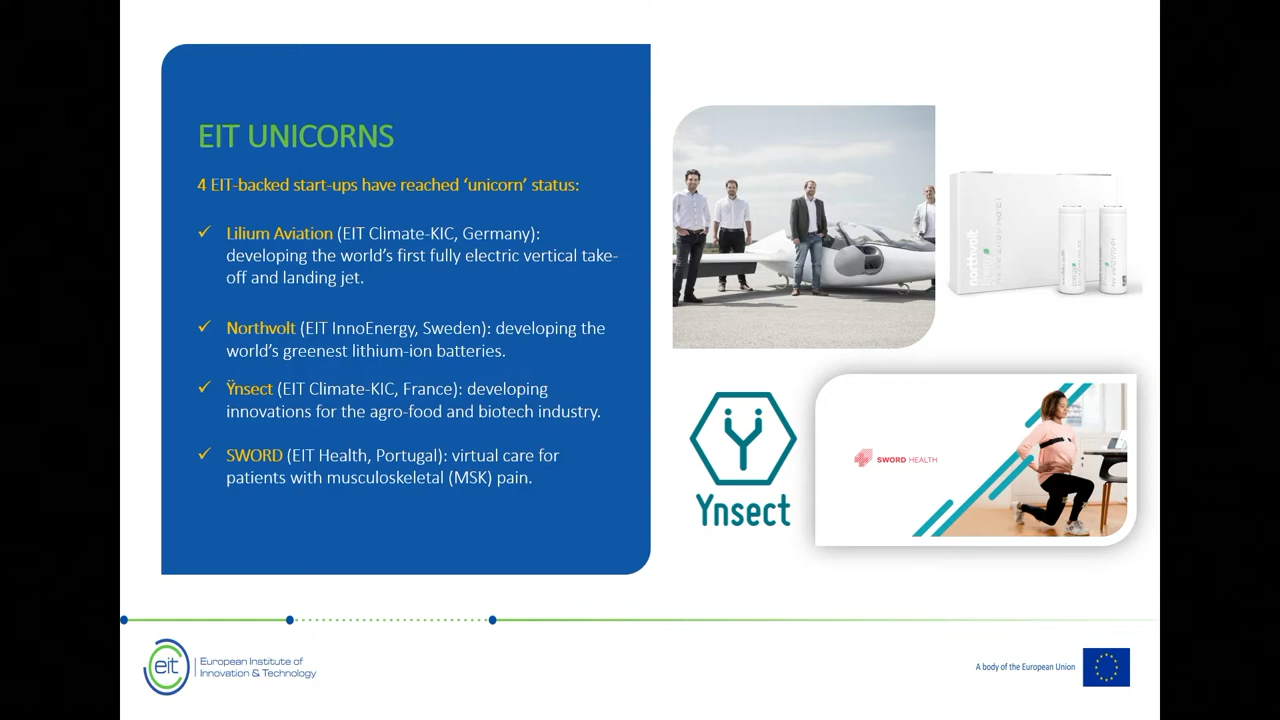 EIT UNICORNS
4 EIT-backed start-ups have reached ‘unicorn’ status:
✓ Lilium Aviation (EIT Climate-KIC, Germany):
developing the world’s first fully electric vertical take-
off and landing jet.
✓ Northvolt (EIT InnoEnergy, Sweden): developing the
world’s greenest lithium-ion batteries.
✓ Ÿnsect (EIT Climate-KIC, France): developing
innovations for the agro-food and biotech industry.
✓ SWORD (EIT Health, Portugal): virtual care for
patients with musculoskeletal (MSK) pain.
northvolt
Ynsect
SWORD HEALTH
eit
European Institute of
Innovation & Technology
A body of the European Union